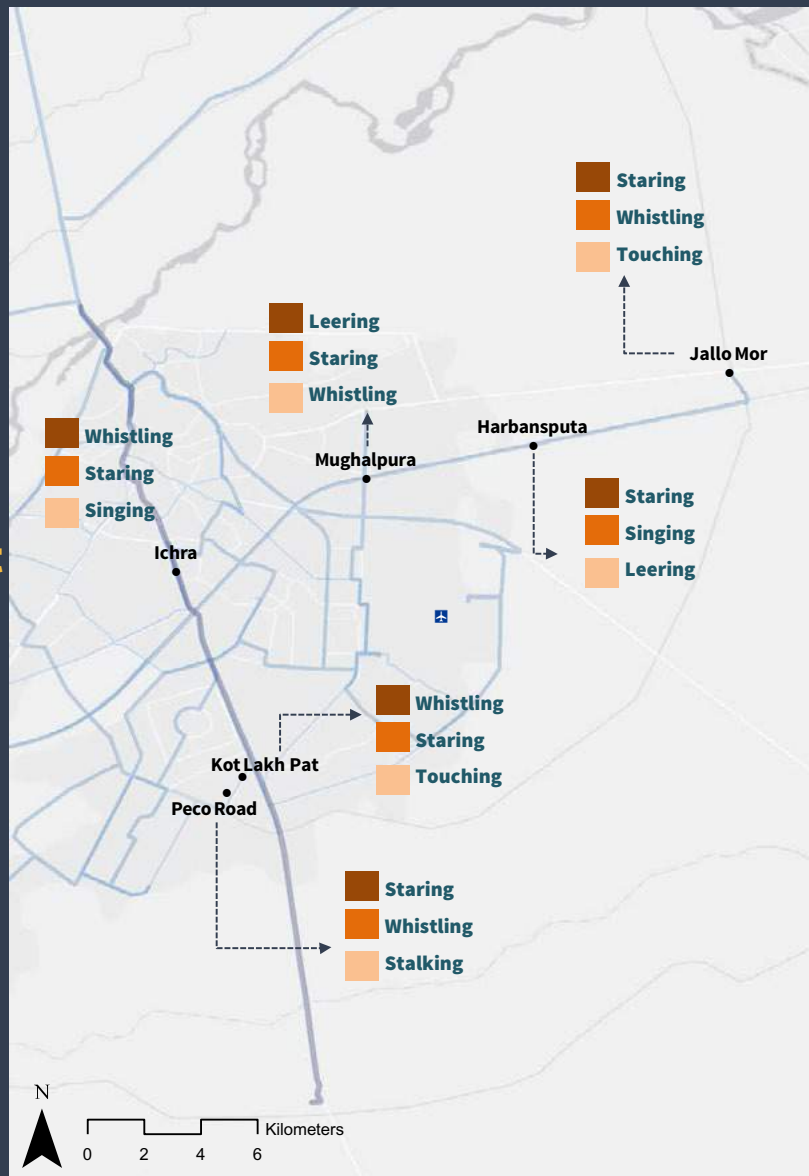 Staring
Whistling
Touching
Jallo Mor
Leering
Staring
Whistling
Mughalpura
Harbansputa
Staring
Singing
Leering
Whistling
Staring
Singing
Ichra
Whistling
Staring
Touching
Kot Lakh Pat
Peco Road
Staring
Whistling
Stalking
N
Kilometers
0 2 4 6